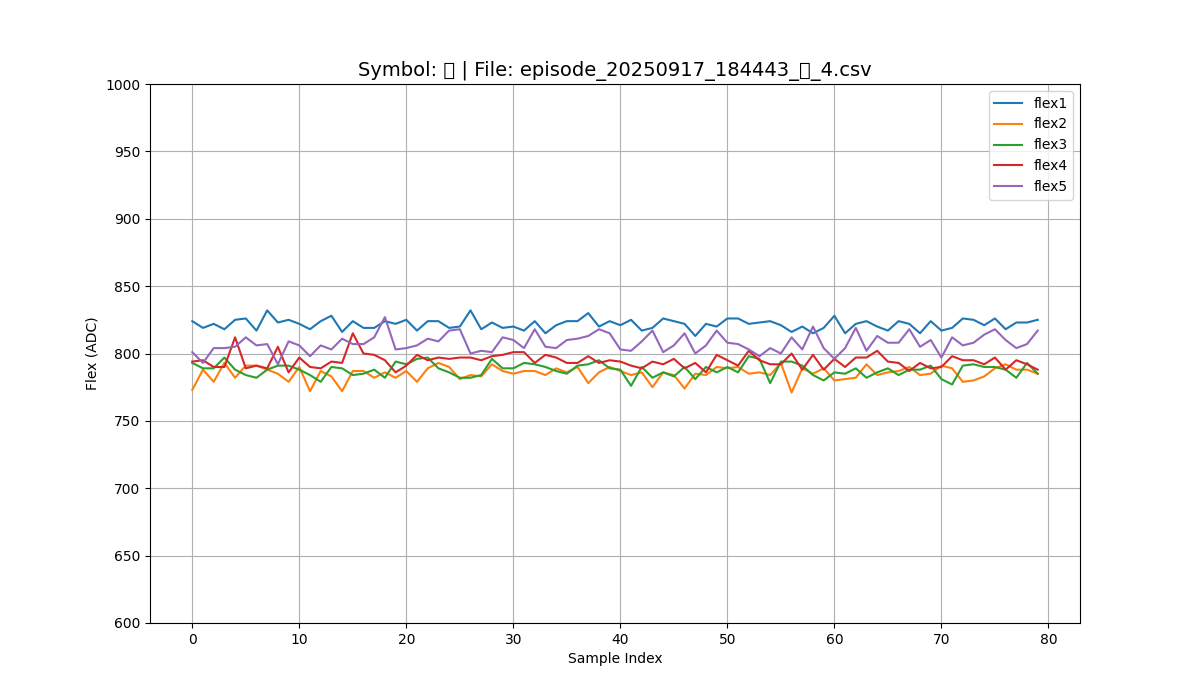 Symbol: ▯ | File: episode_20250917_184443_▯_4.csv
1000
950
900
850
800
750
700
650
600
Flex (ADC)
0 10 20 30 40 50 60 70 80
Sample Index
flex1
flex2
flex3
flex4
flex5